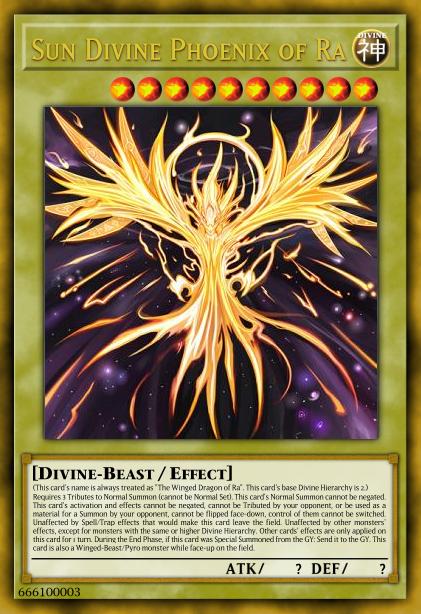 Sun Divine Phoenix of Ra
DIVINE
神
[Divine-Beast / Effect]
(This card's name is always treated as "The Winged Dragon of Ra". This card's base Divine Hierarchy is 2.)
Requires 3 Tributes to Normal Summon (cannot be Normal Set). This card's Normal Summon cannot be negated.
This card's activation and effects cannot be negated, cannot be Tributed by your opponent, or be used as a
material for a Summon by your opponent, cannot be flipped face-down, control of them cannot be switched.
Unaffected by Spell/Trap effects that would make this card leave the field. Unaffected by other monsters'
effects, except for monsters with the same or higher Divine Hierarchy. Other cards' effects are only applied on
this card for 1 turn. During the End Phase, if this card was Special Summoned from the GY: Send it to the GY. This
card is also a Winged-Beast/Pyro monster while face-up on the field.
ATK/ ? DEF/ ?
666100003